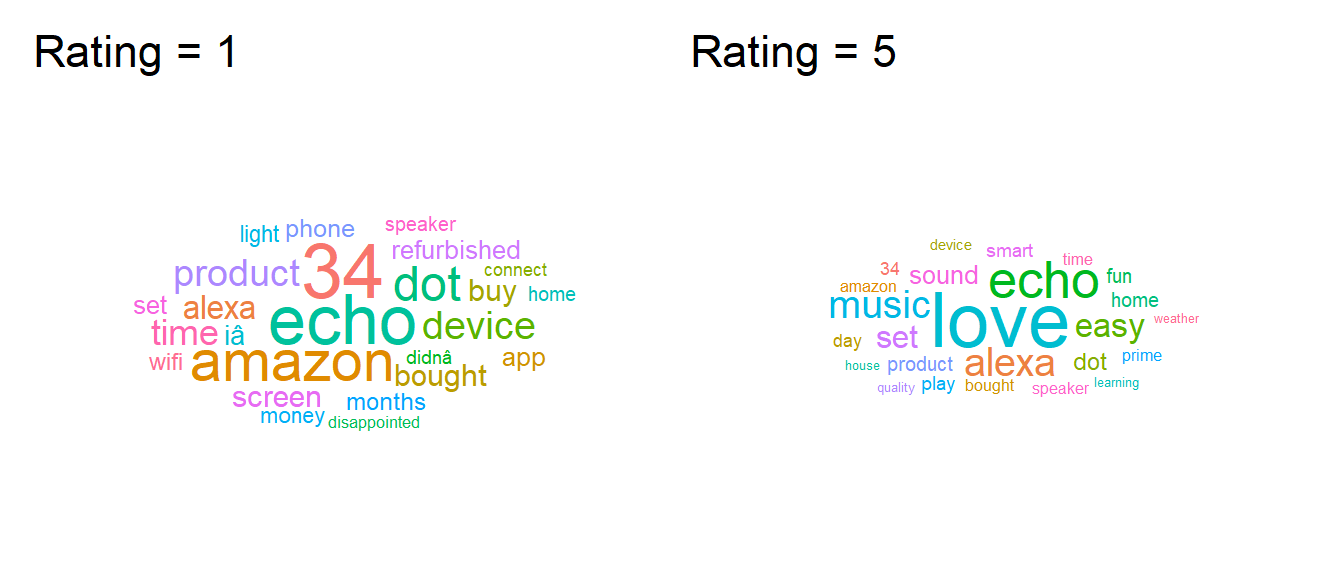 Rating = 1
light phone speaker
refurbished
product 34 dot connect
buy home
set alexa echo device
time iâ
wifi amazon didnâ app
bought
screen months
money disappointed
Rating = 5
device smart
34 sound echo time fun
amazon
music love home
easy weather
day set
house product alexa dot prime
quality play bought speaker learning